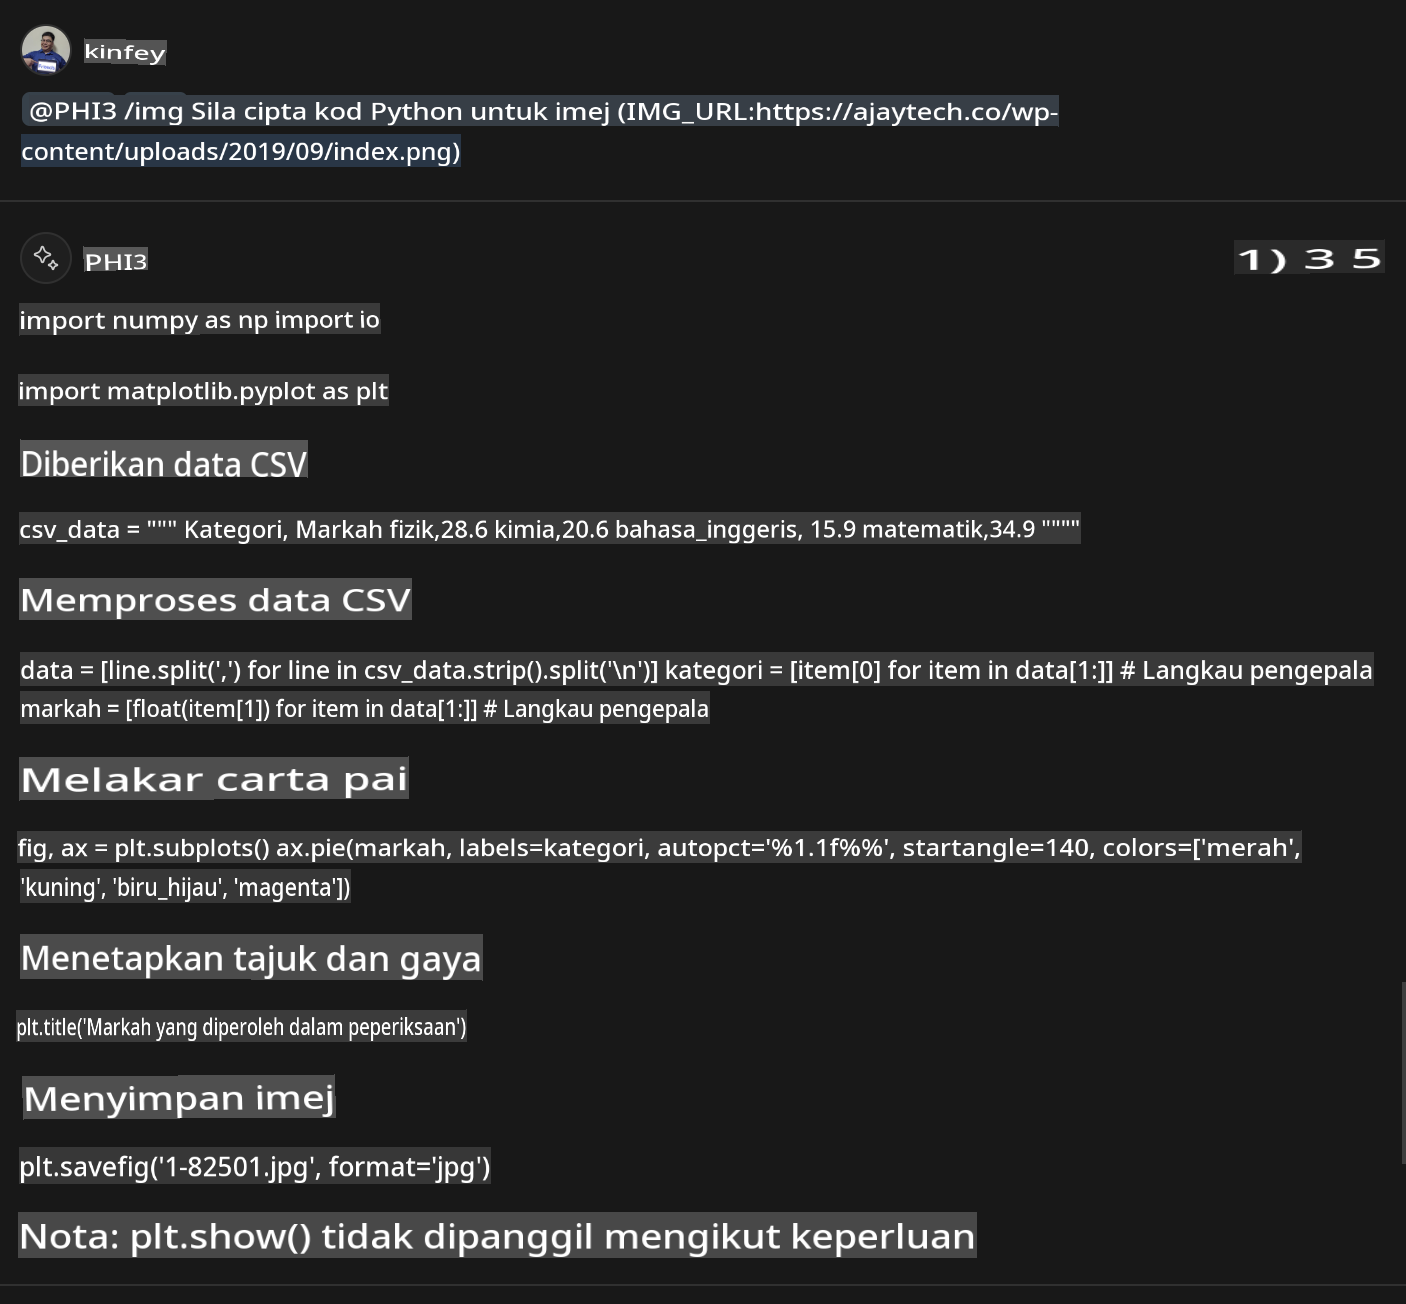 kinfey
@PHI3 /img Sila cipta kod Python untuk imej (IMG_URL:https://ajaytech.co/wp-
content/uploads/2019/09/index.png)
PHI3
1) 3 5
import numpy as np import io
import matplotlib.pyplot as plt
Diberikan data CSV
csv_data = """ Kategori, Markah fizik,28.6 kimia,20.6 bahasa_inggeris, 15.9 matematik,34.9 """"
Memproses data CSV
data = [line.split(',') for line in csv_data.strip().split('\n')] kategori = [item[0] for item in data[1:]] # Langkau pengepala
markah = [float(item[1]) for item in data[1:]] # Langkau pengepala
Melakar carta pai
fig, ax = plt.subplots() ax.pie(markah, labels=kategori, autopct='%1.1f%%', startangle=140, colors=['merah',
'kuning', 'biru_hijau', 'magenta'])
Menetapkan tajuk dan gaya
plt.title('Markah yang diperoleh dalam peperiksaan')
Menyimpan imej
plt.savefig('1-82501.jpg', format='jpg')
Nota: plt.show() tidak dipanggil mengikut keperluan